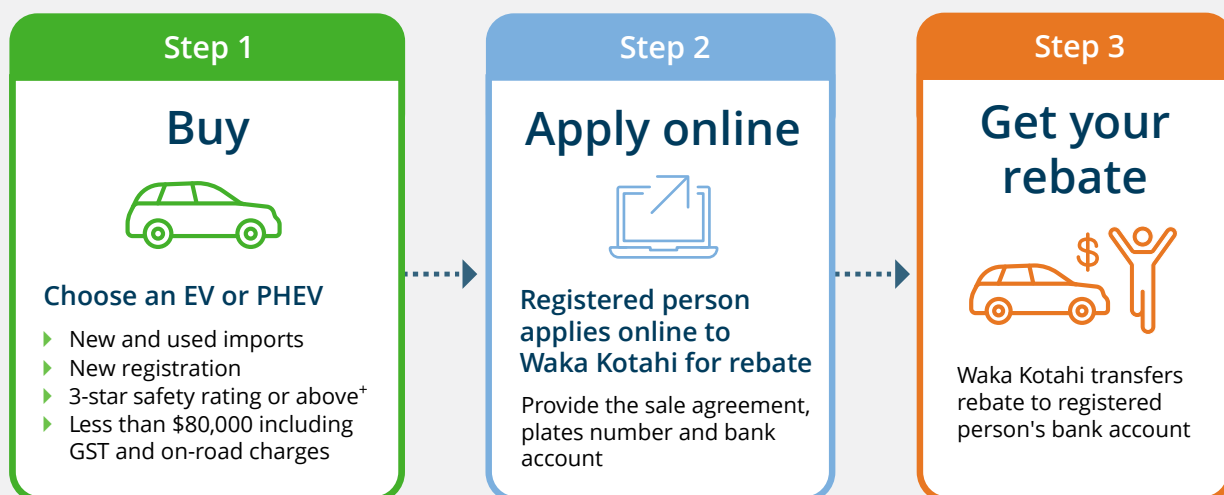 Step 1
Buy
Choose an EV or PHEV
New and used imports
New registration
3-star safety rating or above+
Less than $80,000 including
GST and on-road charges
Step 2
Apply online
Registered person
applies online to
Waka Kotahi for rebate
Provide the sale agreement,
plates number and bank
account
Step 3
Get your
rebate
$
Waka Kotahi transfers
rebate to registered
person's bank account